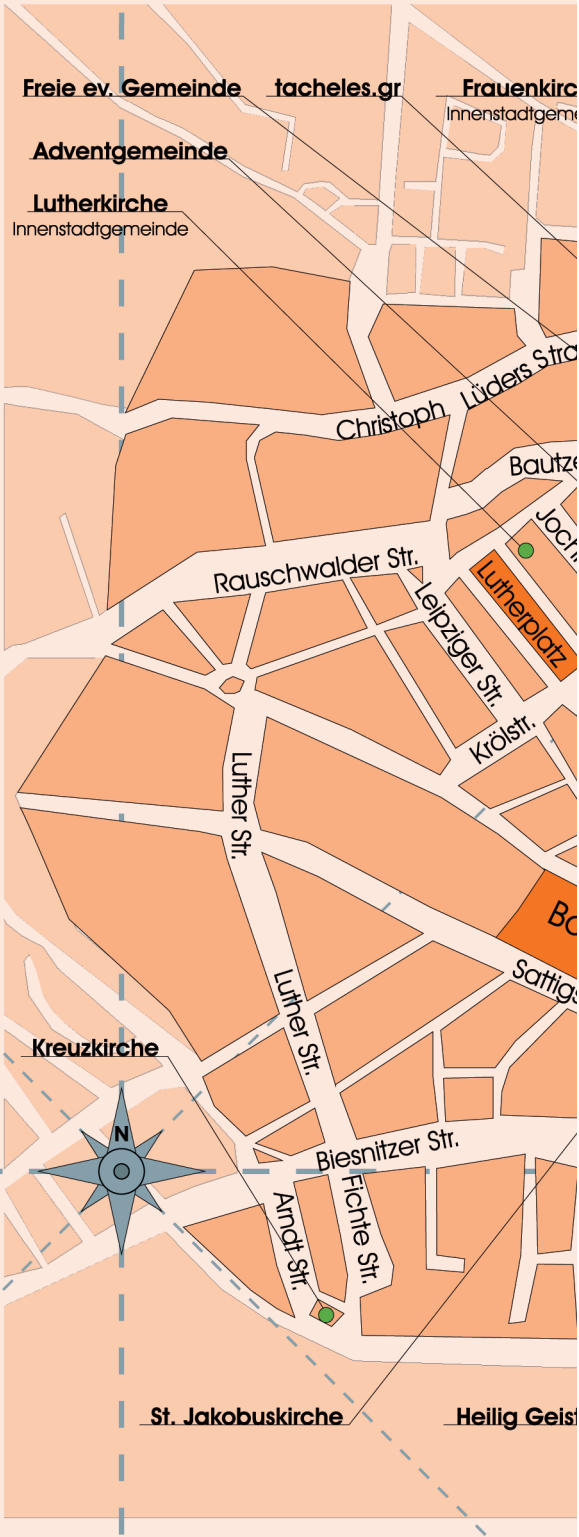 Freie ev. Gemeinde
tacheles.gr
Frauenkirc
Innenstadtgeme
Adventgemeinde
Lutherkirche
Innenstadtgemeinde
Christoph Lüders Stra
Bautze
Joch
Rauschwalder Str.
Lutherplatz
Leipziger Str.
Krölstr.
Luther Str.
Bo
Sattigs
Luther Str.
Kreuzkirche
N
Biesnitzer Str.
Arndt Str.
Fichte Str.
St. Jakobuskirche
Heilig Geist